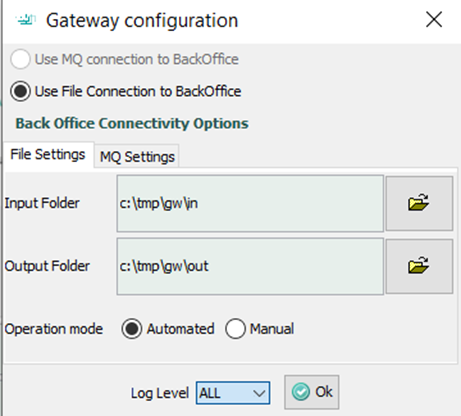 Gateway configuration
Use MQ connection to BackOffice
Use File Connection to BackOffice
Back Office Connectivity Options
File Settings MQ Settings
Input Folder c:\tmp\gw\in
Output Folder c:\tmp\gw\out
Operation mode Automated Manual
Log Level ALL Ok